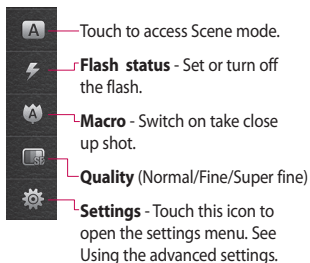 A
Touch to access Scene mode.
Flash status - Set or turn off
the flash.
A
Macro - Switch on take close
up shot.
SF
Quality (Normal/Fine/Super fine)
Settings - Touch this icon to
open the settings menu. See
Using the advanced settings.